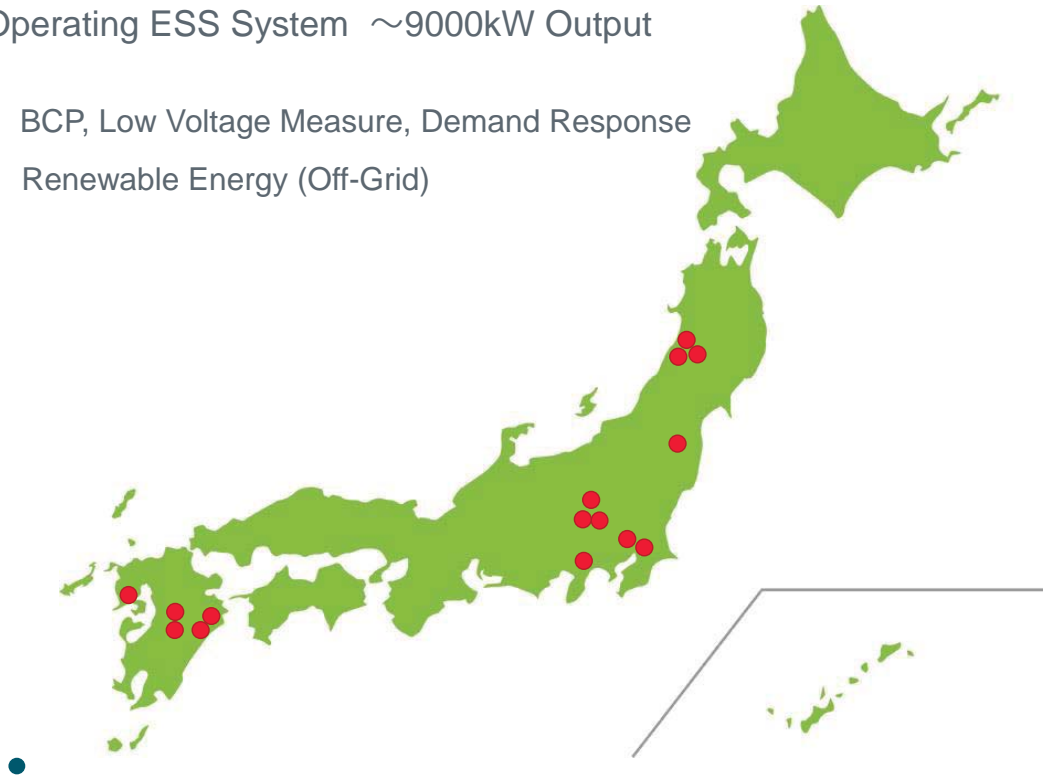 Operating ESS System ～9000kW Output
BCP, Low Voltage Measure, Demand Response
Renewable Energy (Off-Grid)